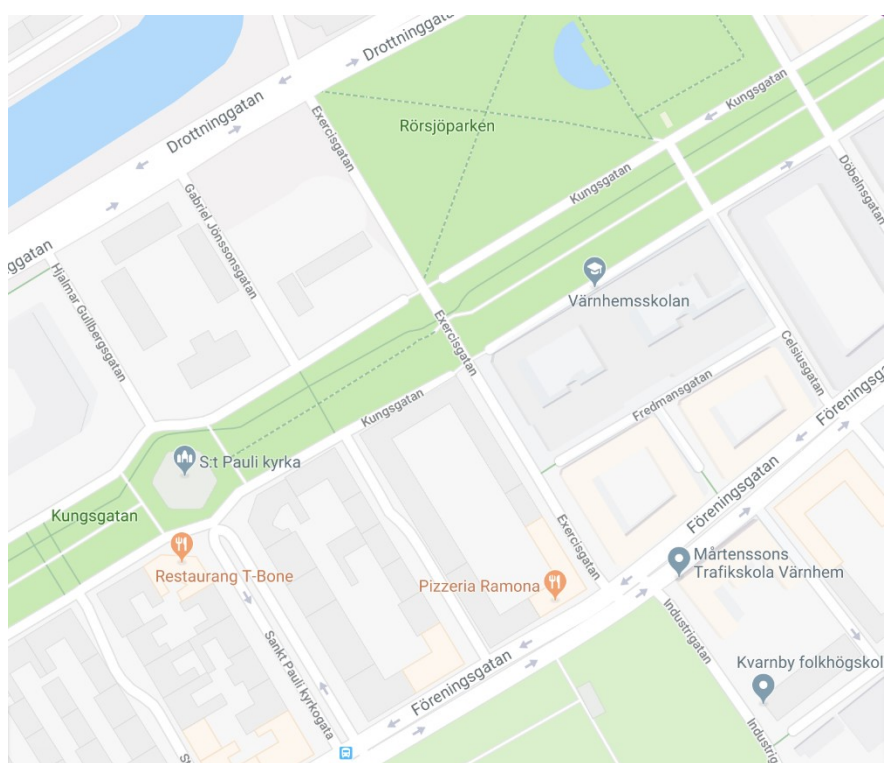 Drottninggatan
Drottninggatan
Exercisgatan
Rörsjöparken
Kungsgatan
Kungsgatan
Döbelnsgatan
Gabriel Jönssonsgatan
Hjalmar Gullbergsgatan
Värnhemsskolan
Exercisgatan
Celsiusgatan
Fredmansgatan
Kungsgatan
S:t Pauli kyrka
Föreningsgatan
Kungsgatan
Exercisgatan
Restaurang T-Bone
Pizzeria Ramona
Mårtenssons
Trafikskola Värnhem
Sankt Pauli kyrkogata
Industrigatan
Föreningsgatan
Kvarnby folkhögskol